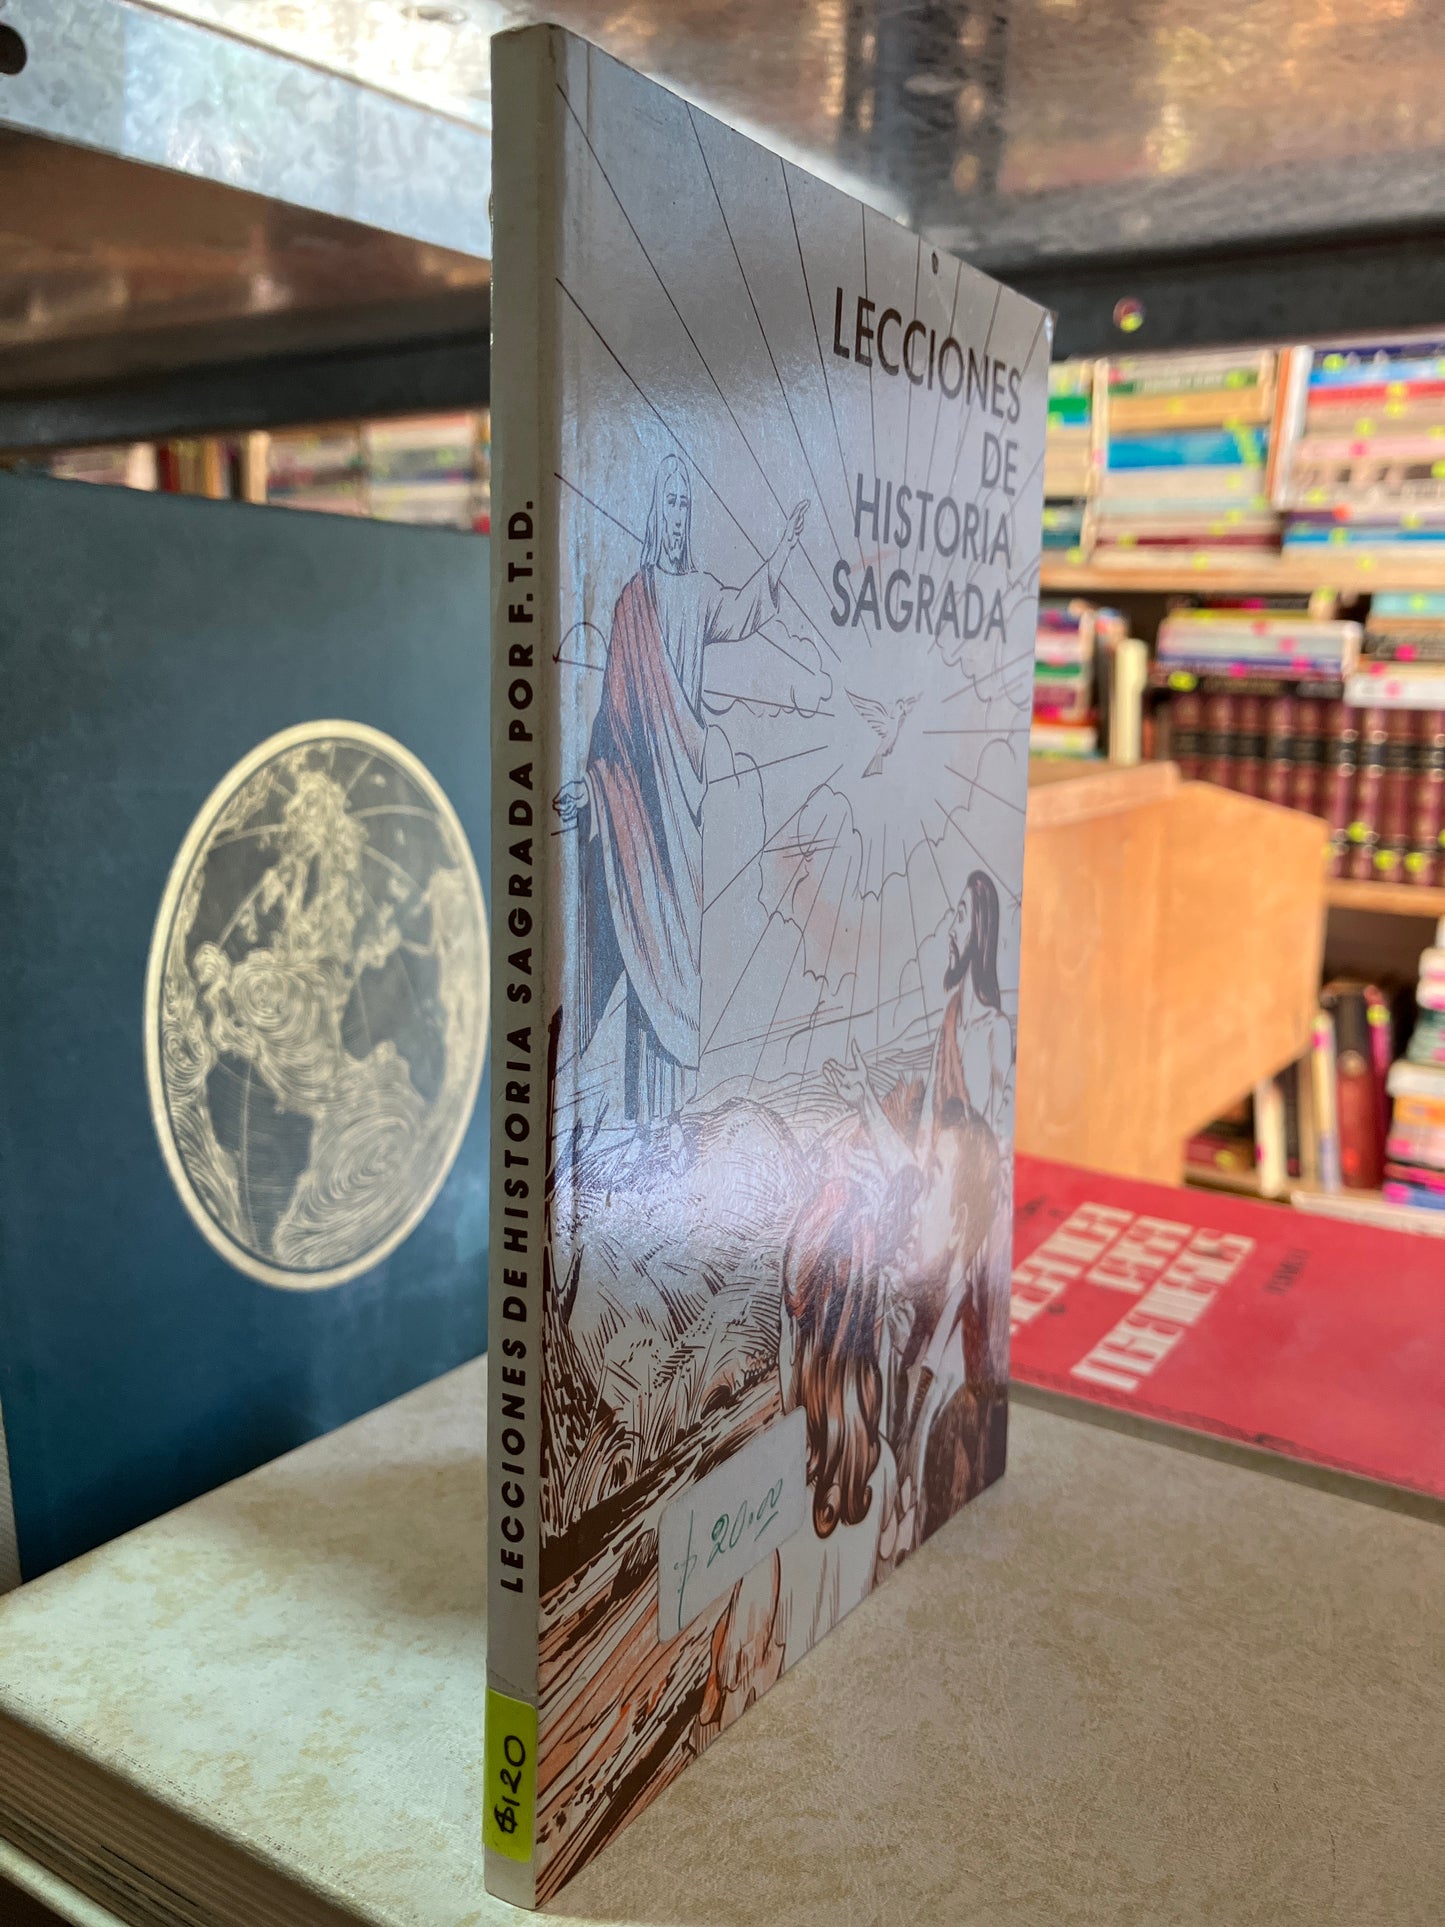 LECCIONES DE HISTORIA SAGRADA POR F.T.D.
LECCIONES
DE
HISTORIA
SAGRADA
$ 20.00
$120